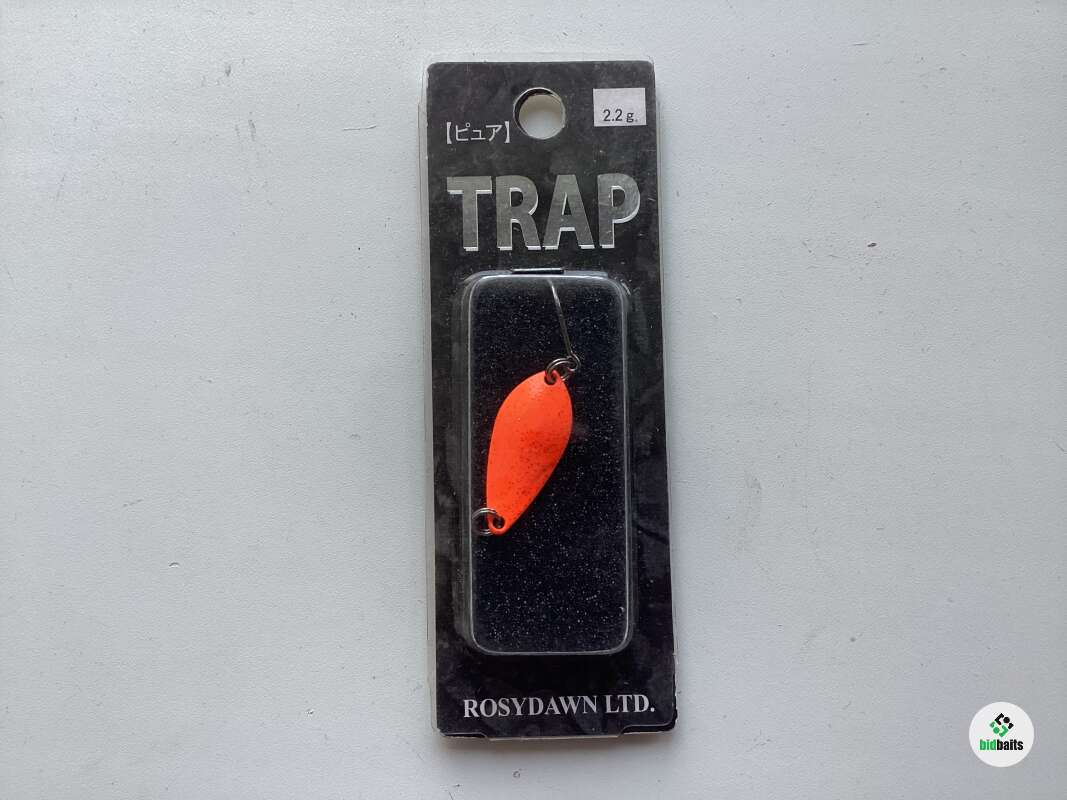 2.2g.
【ピュア】
TRAP
ROSYDAWN LTD.
bidbaits